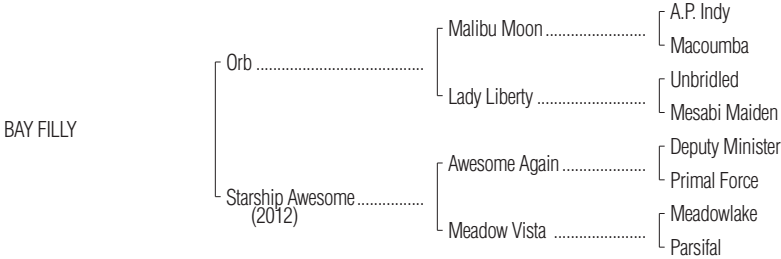 A.P. Indy
Malibu Moon ........................
Macoumba
Orb ........................................
Unbridled
Lady Liberty ..........................
Mesabi Maiden
BAY FILLY
Deputy Minister
Awesome Again ....................
Primal Force
Starship Awesome ................
(2012)
Meadowlake
Meadow Vista ......................
Parsifal